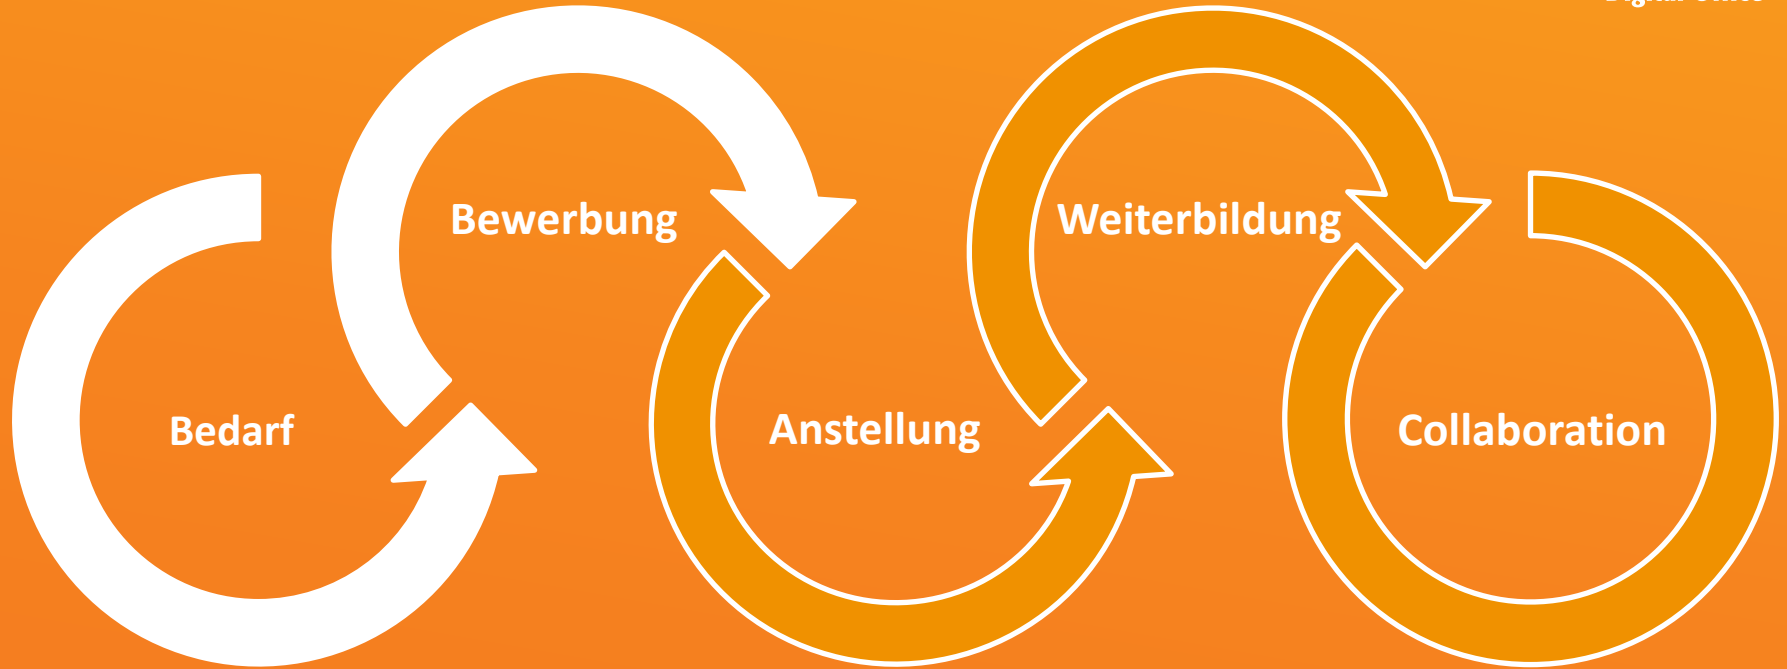 Bedarf
Bewerbung
Anstellung
Weiterbildung
Collaboration